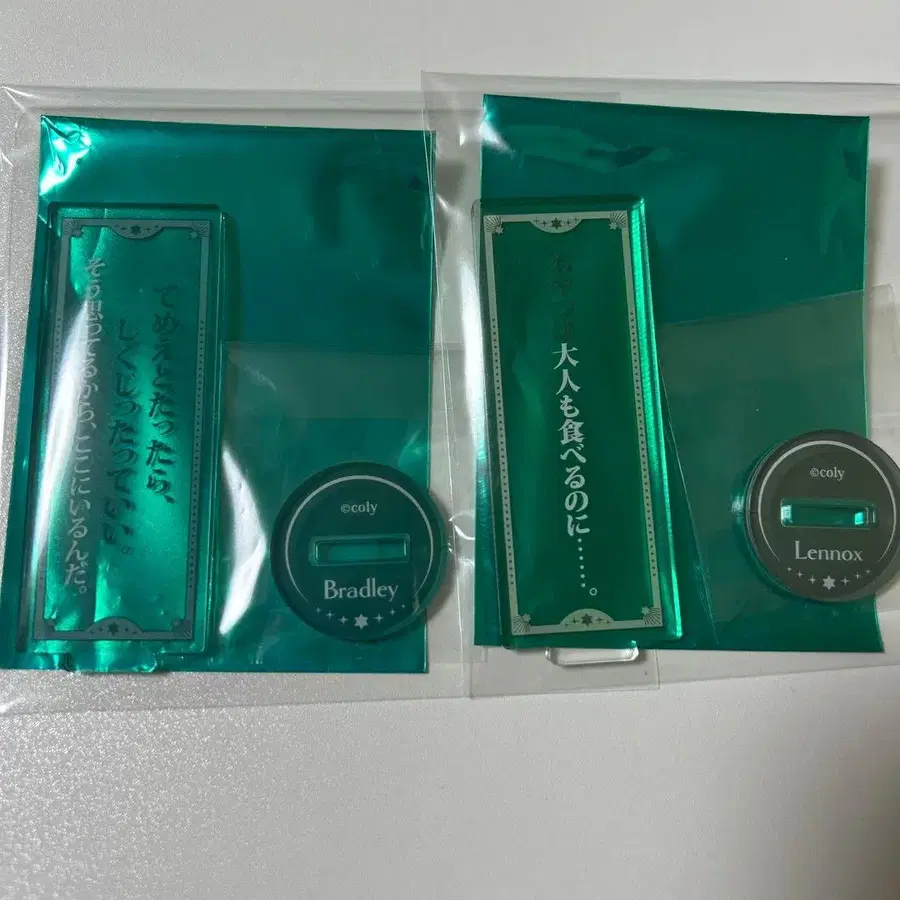 てめえとだったら、
しくじったっていい。
そう思ってるから、ここにいるんだ。
©coly
Bradley
大人も食べるのに……。
©coly
Lennox